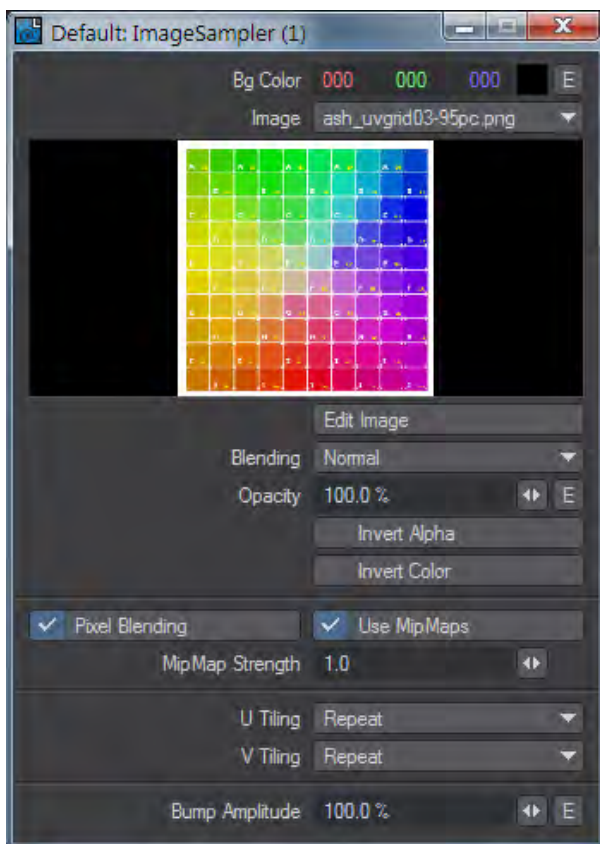 Default: ImageSampler (1)
Bg Color 000 000 000 E
Image ash_uvgrid03-95pc.png
Edit Image
Blending Normal
Opacity 100.0 % E
Invert Alpha
Invert Color
Pixel Blending Use MipMaps
MipMap Strength 1.0
U Tiling Repeat
V Tiling Repeat
Bump Amplitude 100.0 % E